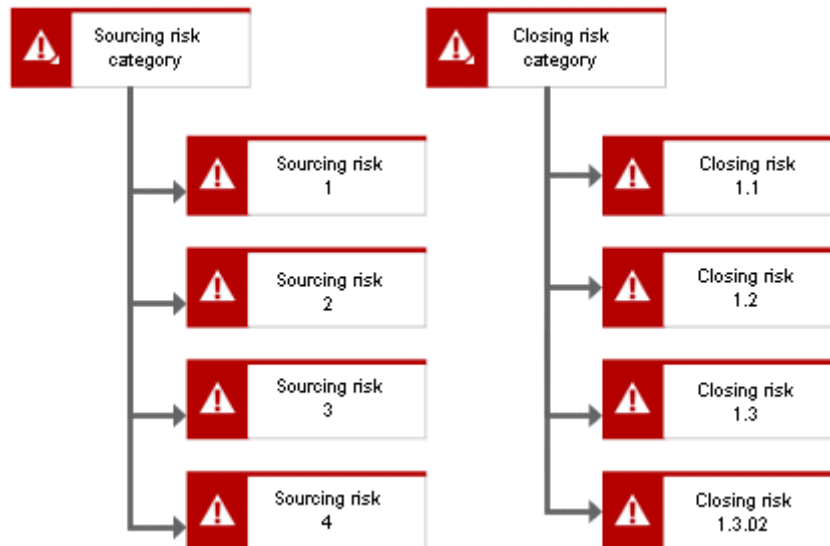 Sourcing risk
category
Closing risk
category
Sourcing risk
1
Closing risk
1.1
Sourcing risk
2
Closing risk
1.2
Sourcing risk
3
Closing risk
1.3
Sourcing risk
4
Closing risk
1.3.02